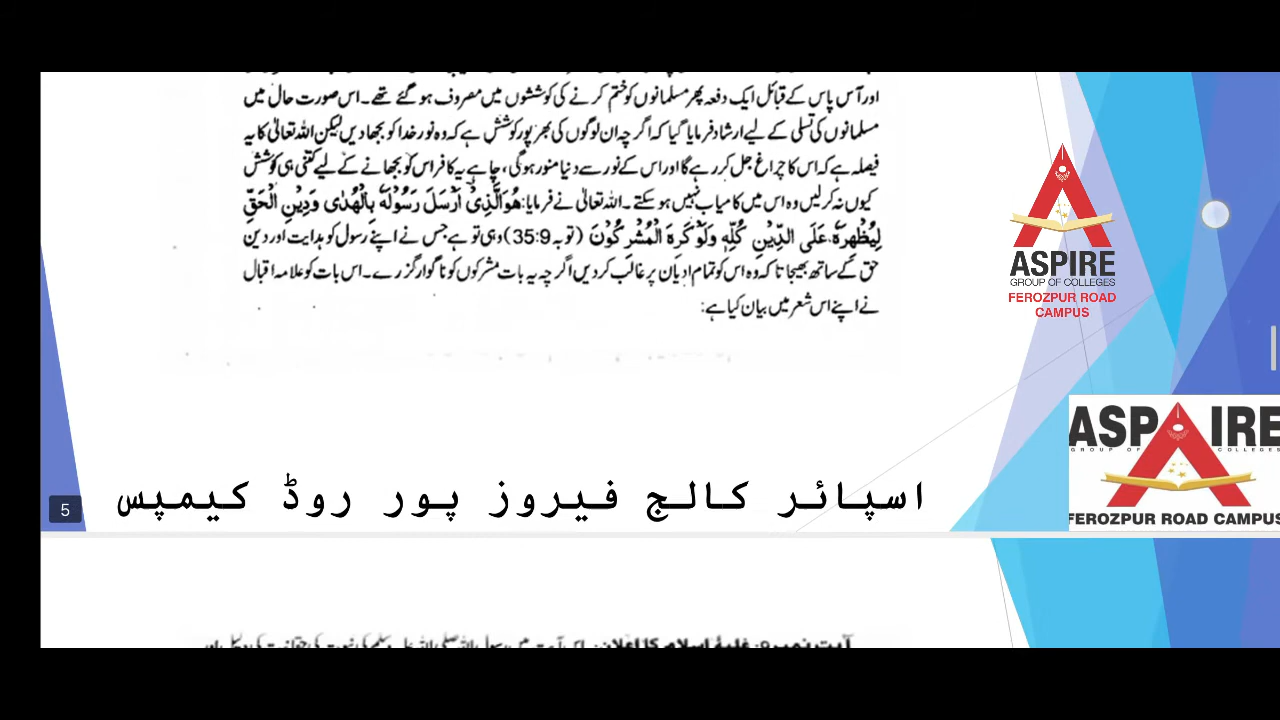 اور آس پاس کے قبائل ایک دفعہ پھر مسلمانوں کو ختم کرنے کی کوششوں میں مصروف ہو گئے تھے۔ اس صورت حال میں
مسلمانوں کی تسلی کے لیے ارشاد فرمایا گیا کہ اگرچہ ان لوگوں کی بھرپور کوشش ہے کہ وہ نورِ خدا کو بجھا دیں لیکن اللہ تعالیٰ کا یہ
فیصلہ ہے کہ اس کا چراغ جل کر رہے گا اور اس کے نور سے دنیا منور ہو گی، چاہے یہ کافر اس کو بجھانے کے لیے کتنی ہی کوشش
کیوں نہ کر لیں وہ اس میں کامیاب نہیں ہو سکتے۔ اللہ تعالیٰ نے فرمایا: هُوَالَّذِیْ اَرْسَلَ رَسُوْلَهٗ بِالْهُدٰى وَدِيْنِ الْحَقِّ
لِيُظْهِرَهٗ عَلَى الدِّيْنِ كُلِّهٖ وَلَوْ كَرِهَ الْمُشْرِكُوْنَ (توبہ 35:9) وہی تو ہے جس نے اپنے رسول کو ہدایت اور دین
حق کے ساتھ بھیجا تا کہ وہ اس کو تمام ادیان پر غالب کر دیں اگرچہ یہ بات مشرکوں کو ناگوار گزرے۔ اس بات کو علامہ اقبال
نے اپنے اس شعر میں بیان کیا ہے:
ASPIRE
GROUP OF COLLEGES
FEROZPUR ROAD
CAMPUS
ASPIRE
GROUP OF COLLEGES
FEROZPUR ROAD CAMPUS
اسپائر کالج فیروز پور روڈ کیمپس
5